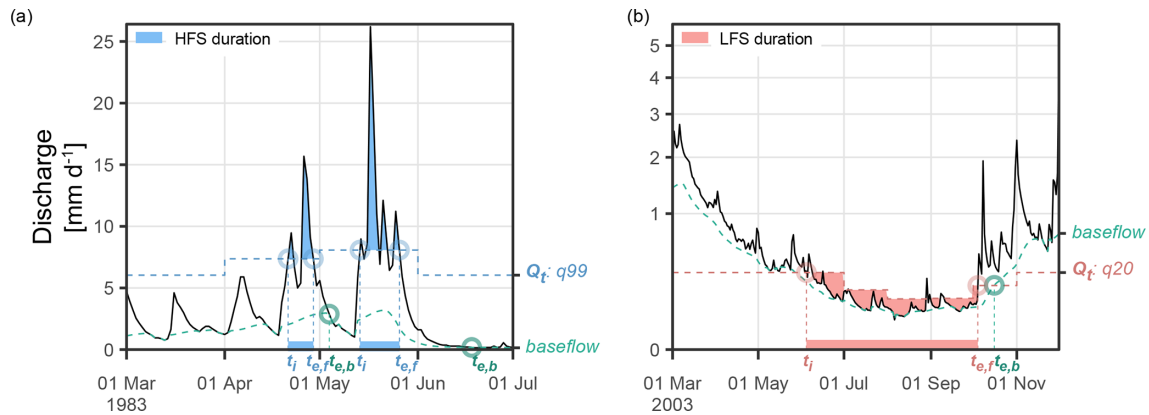 (a)
HFS duration
Discharge
[mm d-1]
25
20
15
10
5
0
Qt: q99
baseflow
ti te,f te,b ti te,f te,b
01 Mar 01 Apr 01 May 01 Jun 01 Jul
1983
(b)
LFS duration
5
4
3
2
1
0
baseflow
Qt: q20
ti te,f te,b
01 Mar 01 May 01 Jul 01 Sep 01 Nov
2003